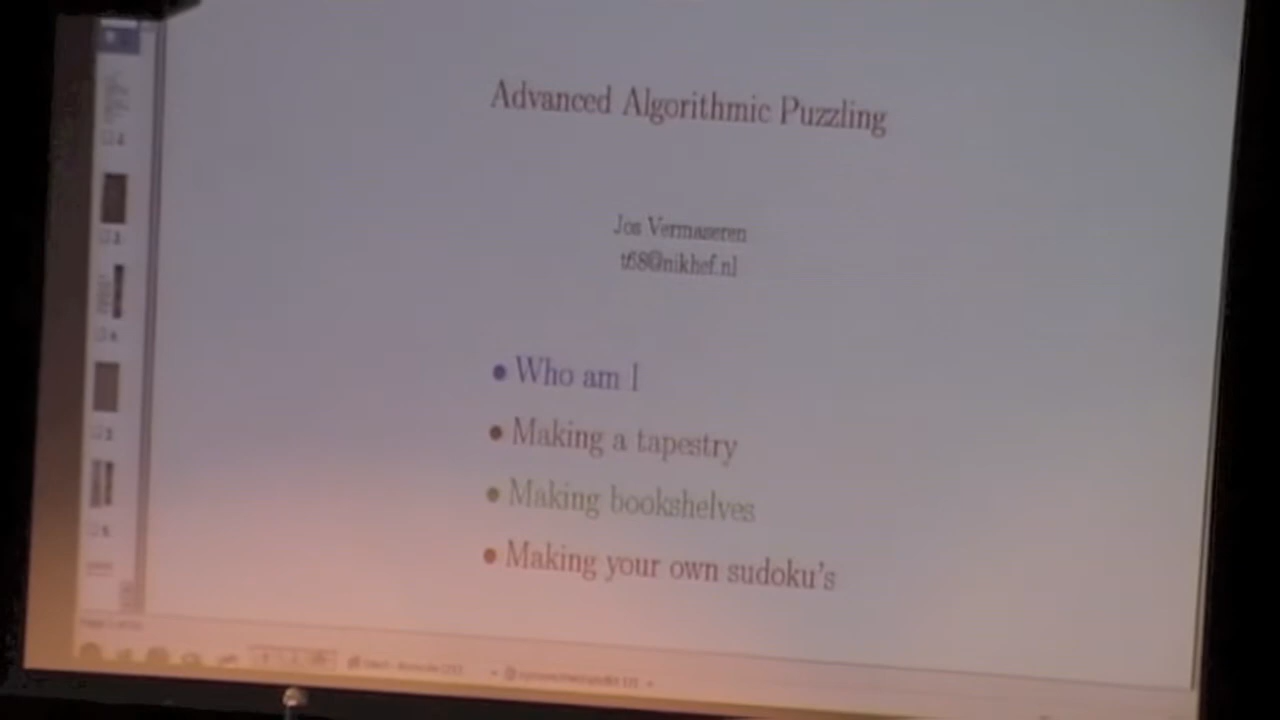 Advanced Algorithmic Puzzling
Jos Vermaseren
t68@nikhef.nl
• Who am I
• Making a tapestry
• Making bookshelves
• Making your own sudoku's